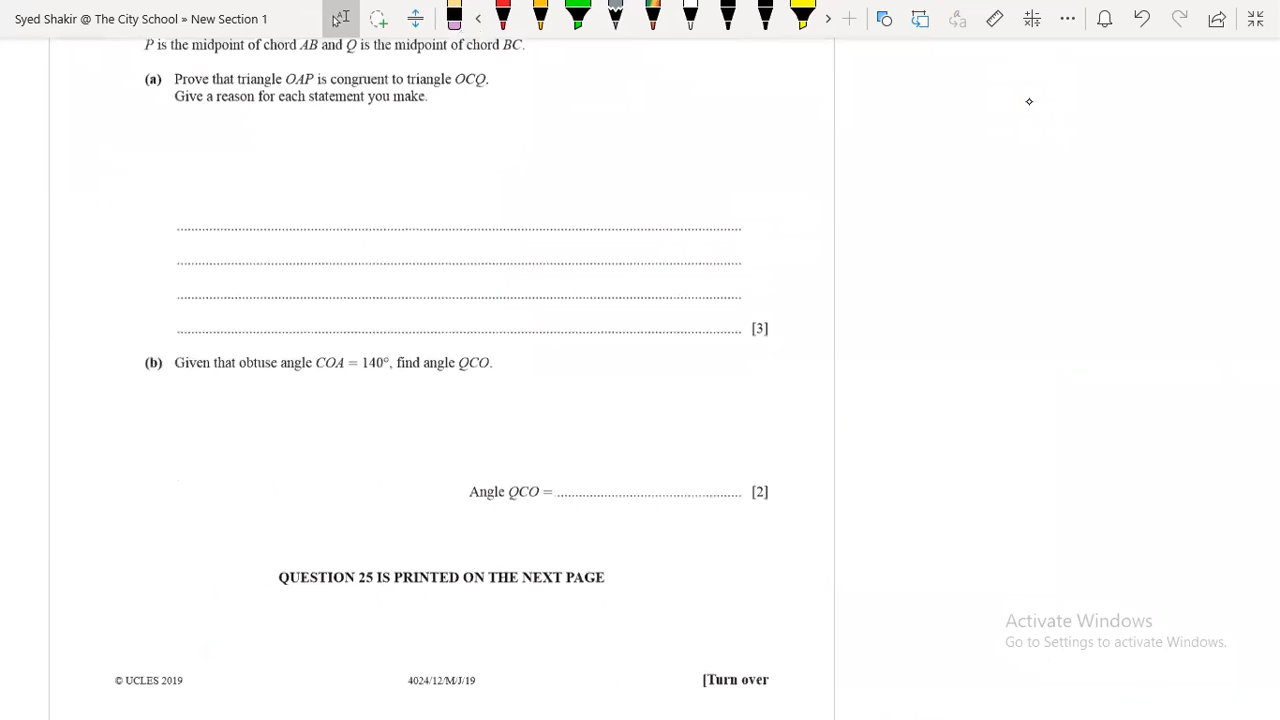 Syed Shakir @ The City School » New Section 1
P is the midpoint of chord AB and Q is the midpoint of chord BC.
(a) Prove that triangle OAP is congruent to triangle OCQ.
Give a reason for each statement you make.
................................................................................
................................................................................
................................................................................
................................................................................ [3]
(b) Given that obtuse angle COA = 140°, find angle QCO.
Angle QCO = ................................................ [2]
QUESTION 25 IS PRINTED ON THE NEXT PAGE
Activate Windows
Go to Settings to activate Windows.
© UCLES 2019 4024/12/M/J/19 [Turn over